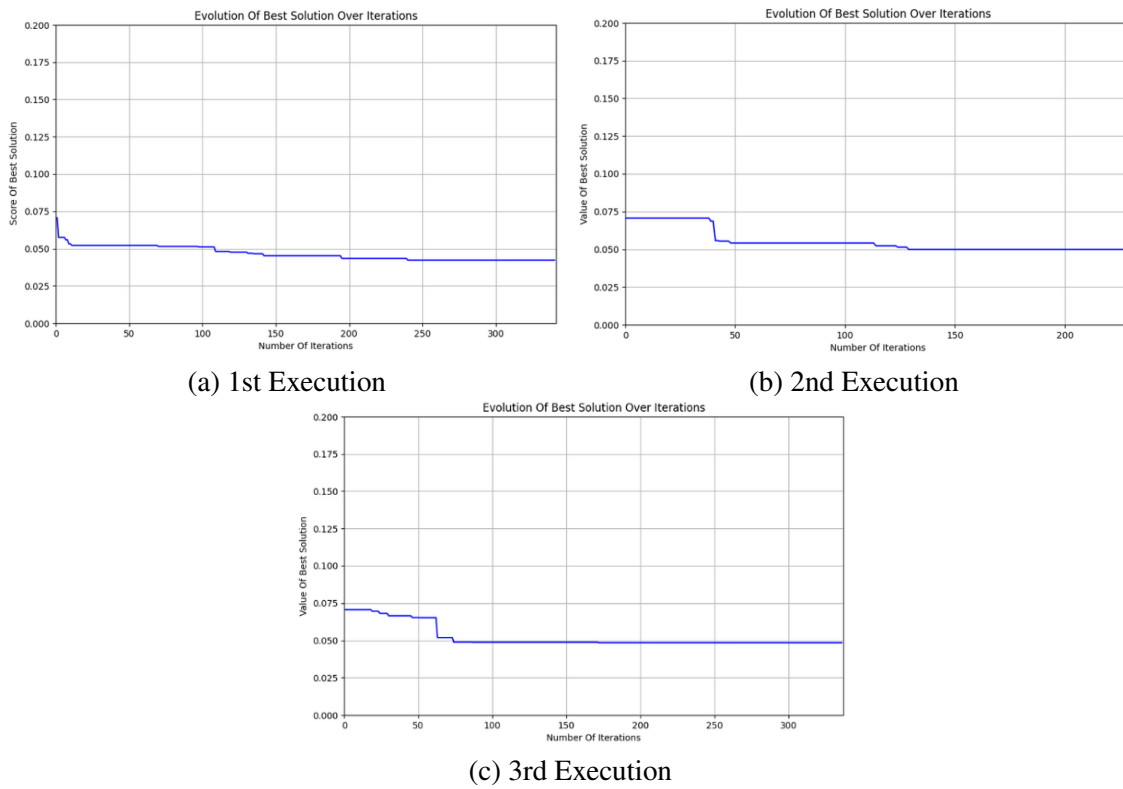 Evolution Of Best Solution Over Iterations
0.200
0.175
0.150
0.125
0.100
0.075
0.050
0.025
0.000
Score Of Best Solution
0 50 100 150 200 250 300
Number Of Iterations
(a) 1st Execution
Evolution Of Best Solution Over Iterations
0.200
0.175
0.150
0.125
0.100
0.075
0.050
0.025
0.000
Value Of Best Solution
0 50 100 150 200
Number Of Iterations
(b) 2nd Execution
Evolution Of Best Solution Over Iterations
0.200
0.175
0.150
0.125
0.100
0.075
0.050
0.025
0.000
Value Of Best Solution
0 50 100 150 200 250 300
Number Of Iterations
(c) 3rd Execution